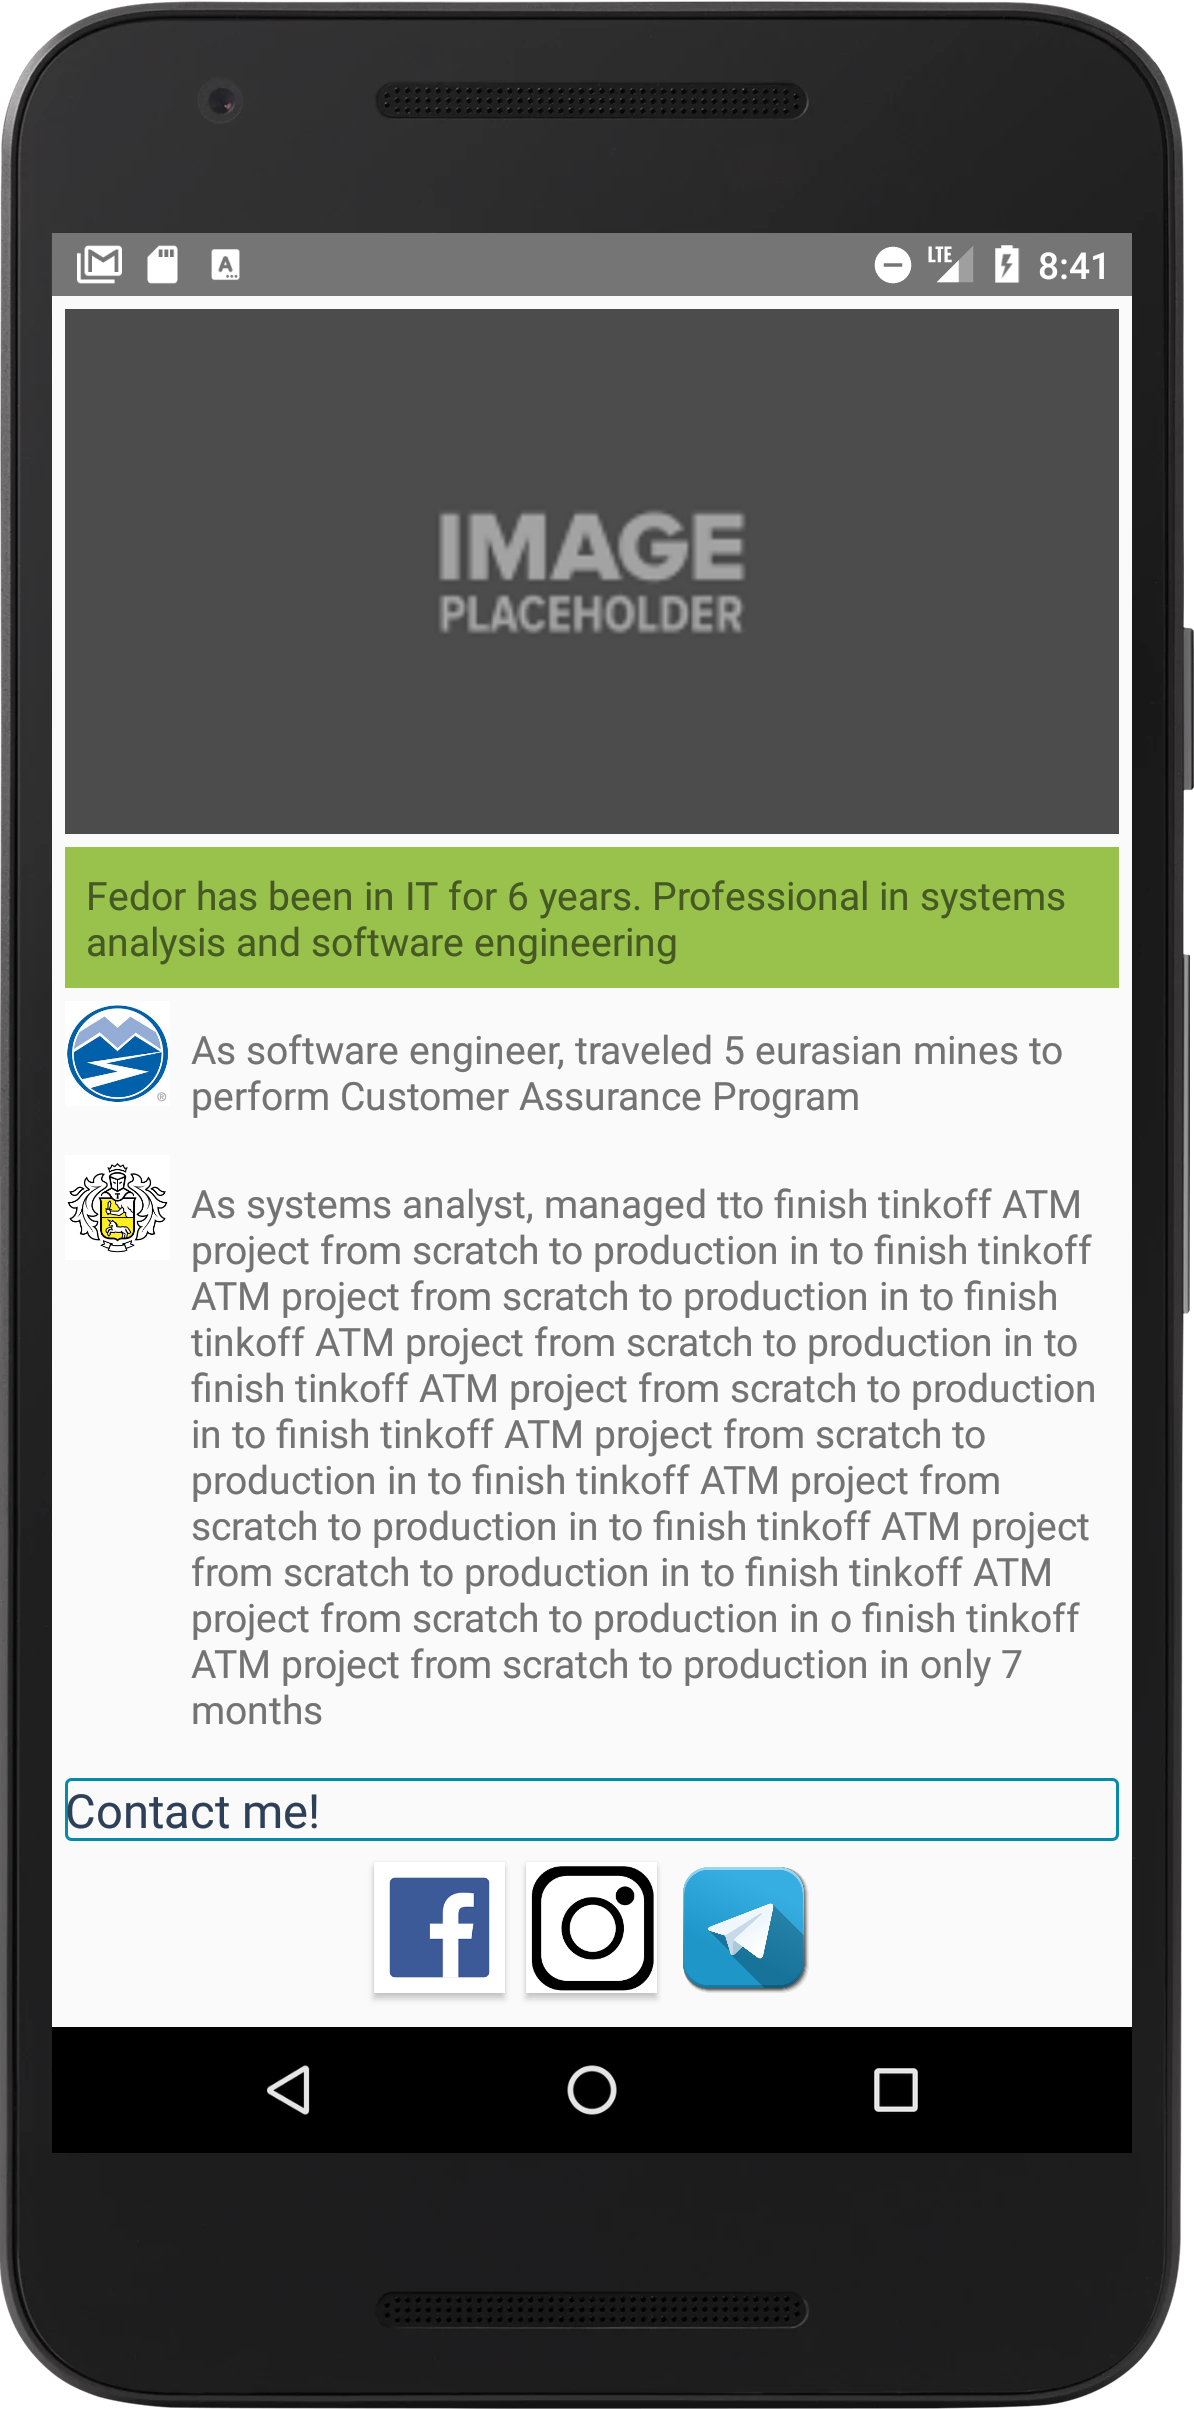 LTE 8:41
IMAGE
PLACEHOLDER
Fedor has been in IT for 6 years. Professional in systems
analysis and software engineering
As software engineer, traveled 5 eurasian mines to
perform Customer Assurance Program
As systems analyst, managed tto finish tinkoff ATM
project from scratch to production in to finish tinkoff
ATM project from scratch to production in to finish
tinkoff ATM project from scratch to production in to
finish tinkoff ATM project from scratch to production
in to finish tinkoff ATM project from scratch to
production in to finish tinkoff ATM project from
scratch to production in to finish tinkoff ATM project
from scratch to production in to finish tinkoff ATM
project from scratch to production in o finish tinkoff
ATM project from scratch to production in only 7
months
Contact me!